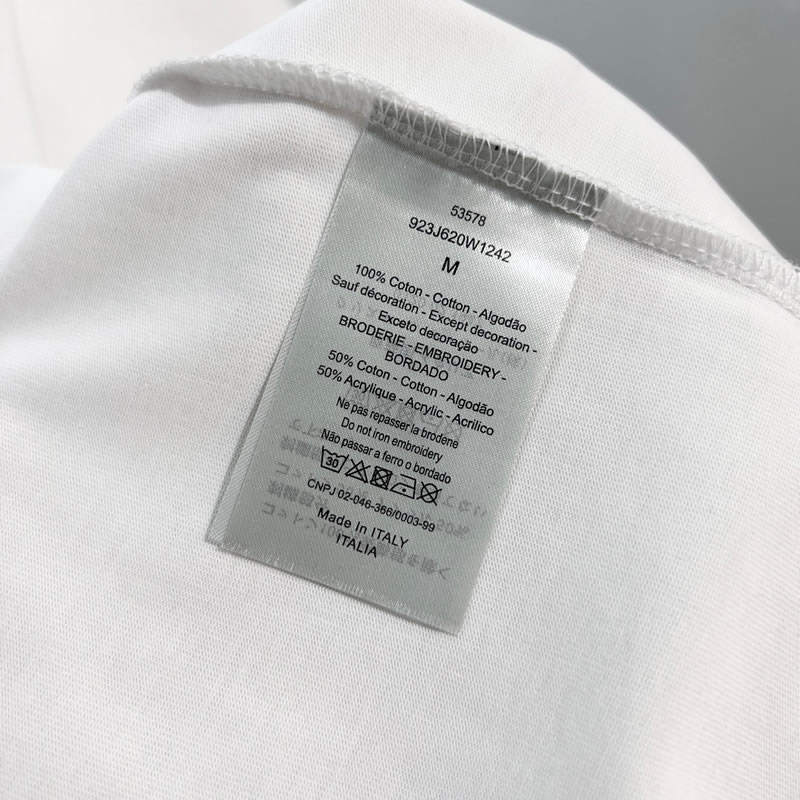 53578
923J620W1242
M
100% Coton - Cotton - Algodão
Sauf décoration - Except decoration -
Exceto decoração
BRODERIE - EMBROIDERY -
BORDADO
50% Coton - Cotton - Algodão
50% Acrylique - Acrylic - Acrilico
Ne pas repasser la brodene
Do not iron embroidery
Não passar a ferro o bordado
30
CNPJ 02-046-366/0003-99
Made In ITALY
ITALIA